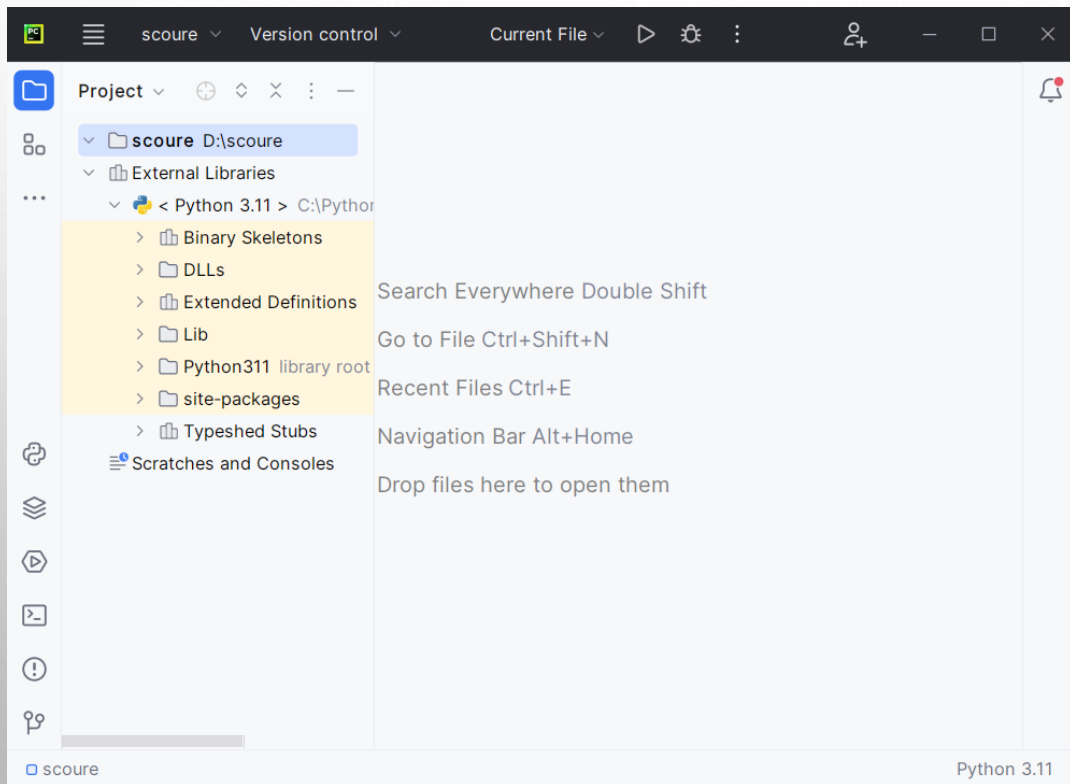 PC scoure Version control Current File
Project
scoure D:\scoure
External Libraries
< Python 3.11 > C:\Python
Binary Skeletons
DLLs
Extended Definitions
Lib
Python311 library root
site-packages
Typeshed Stubs
Scratches and Consoles
Search Everywhere Double Shift
Go to File Ctrl+Shift+N
Recent Files Ctrl+E
Navigation Bar Alt+Home
Drop files here to open them
scoure Python 3.11